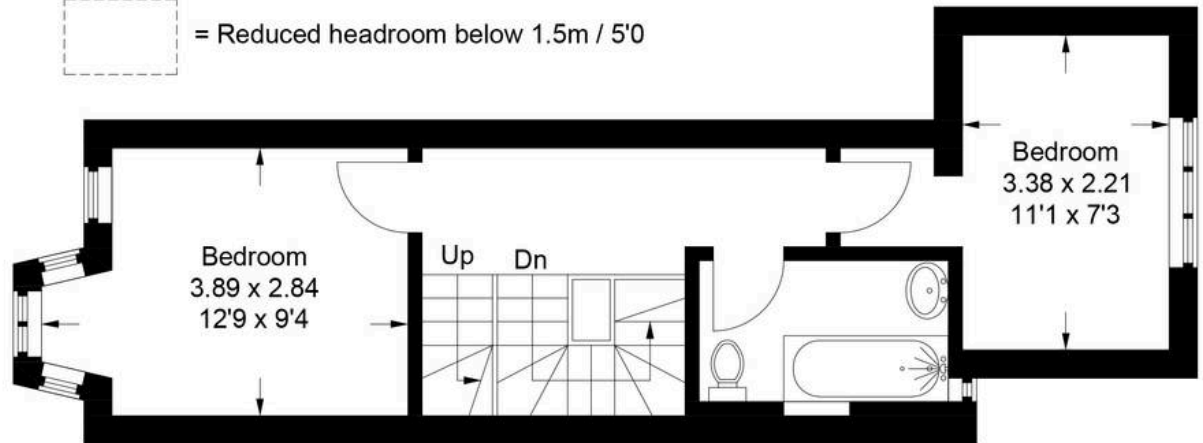 = Reduced headroom below 1.5m / 5'0
Bedroom
3.38 x 2.21
11'1 x 7'3
Bedroom
3.89 x 2.84
12'9 x 9'4
Up
Dn